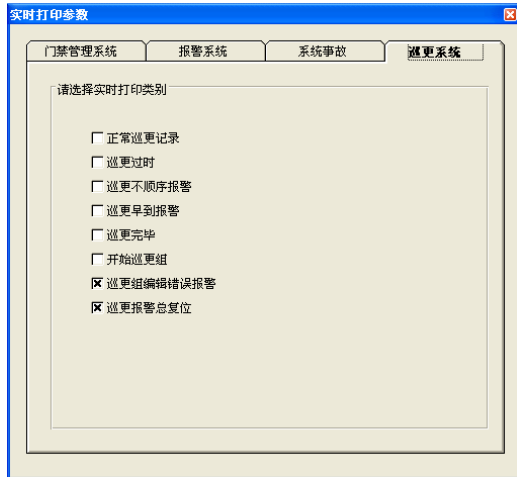 实时打印参数
门禁管理系统 报警系统 系统事故 巡更系统
请选择实时打印类别
正常巡更记录
巡更过时
巡更不顺序报警
巡更早到报警
巡更完毕
开始巡更组
巡更组编辑错误报警
巡更报警总复位